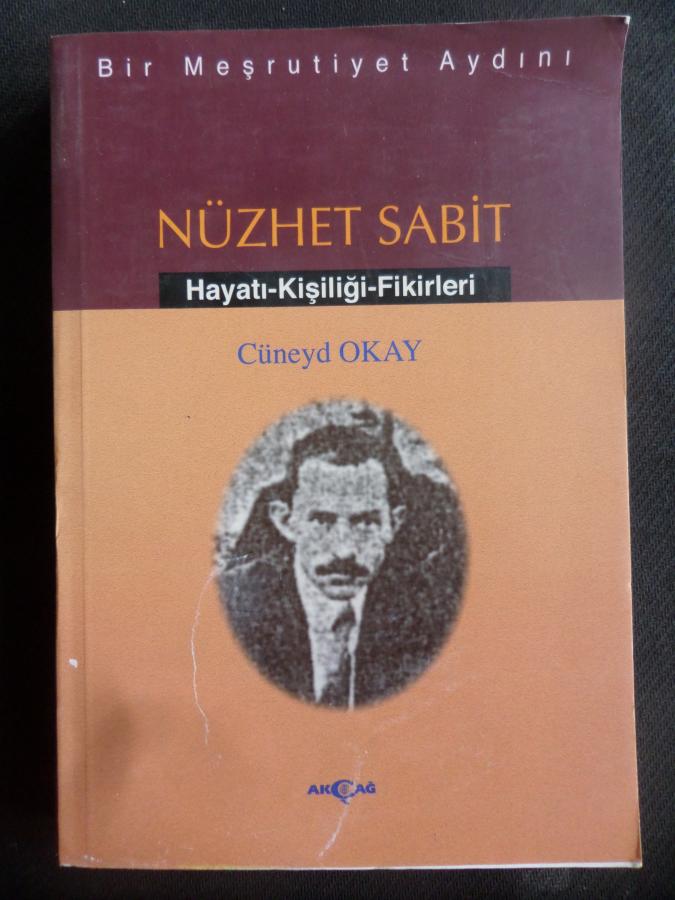 Bir Meşrutiyet Aydını
NÜZHET SABİT
Hayatı-Kişiliği-Fikirleri
Cüneyd OKAY
AKÇAĞ